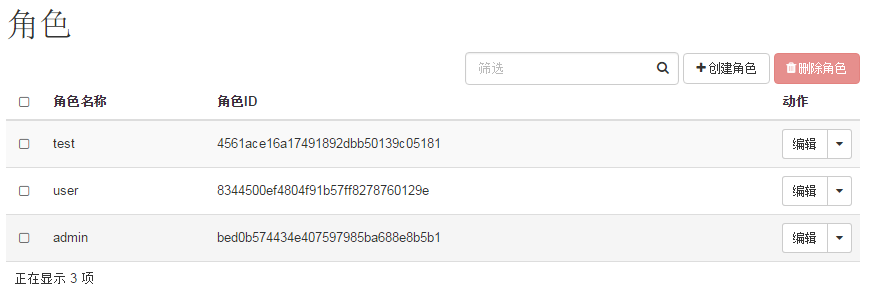 角色
筛选 创建角色 删除角色
角色名称 角色ID 动作
test 4561ace16a17491892dbb50139c05181 编辑
user 8344500ef4804f91b57ff8278760129e 编辑
admin bed0b574434e407597985ba688e8b5b1 编辑
正在显示 3 项